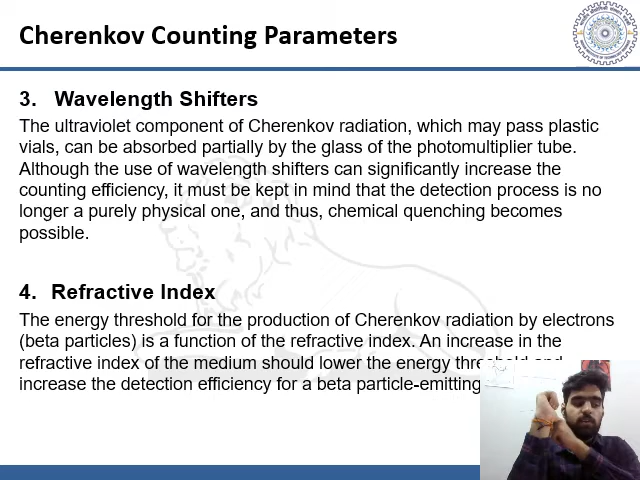 Cherenkov Counting Parameters
3. Wavelength Shifters
The ultraviolet component of Cherenkov radiation, which may pass plastic
vials, can be absorbed partially by the glass of the photomultiplier tube.
Although the use of wavelength shifters can significantly increase the
counting efficiency, it must be kept in mind that the detection process is no
longer a purely physical one, and thus, chemical quenching becomes
possible.
4. Refractive Index
The energy threshold for the production of Cherenkov radiation by electrons
(beta particles) is a function of the refractive index. An increase in the
refractive index of the medium should lower the energy threshold and
increase the detection efficiency for a beta particle-emitting